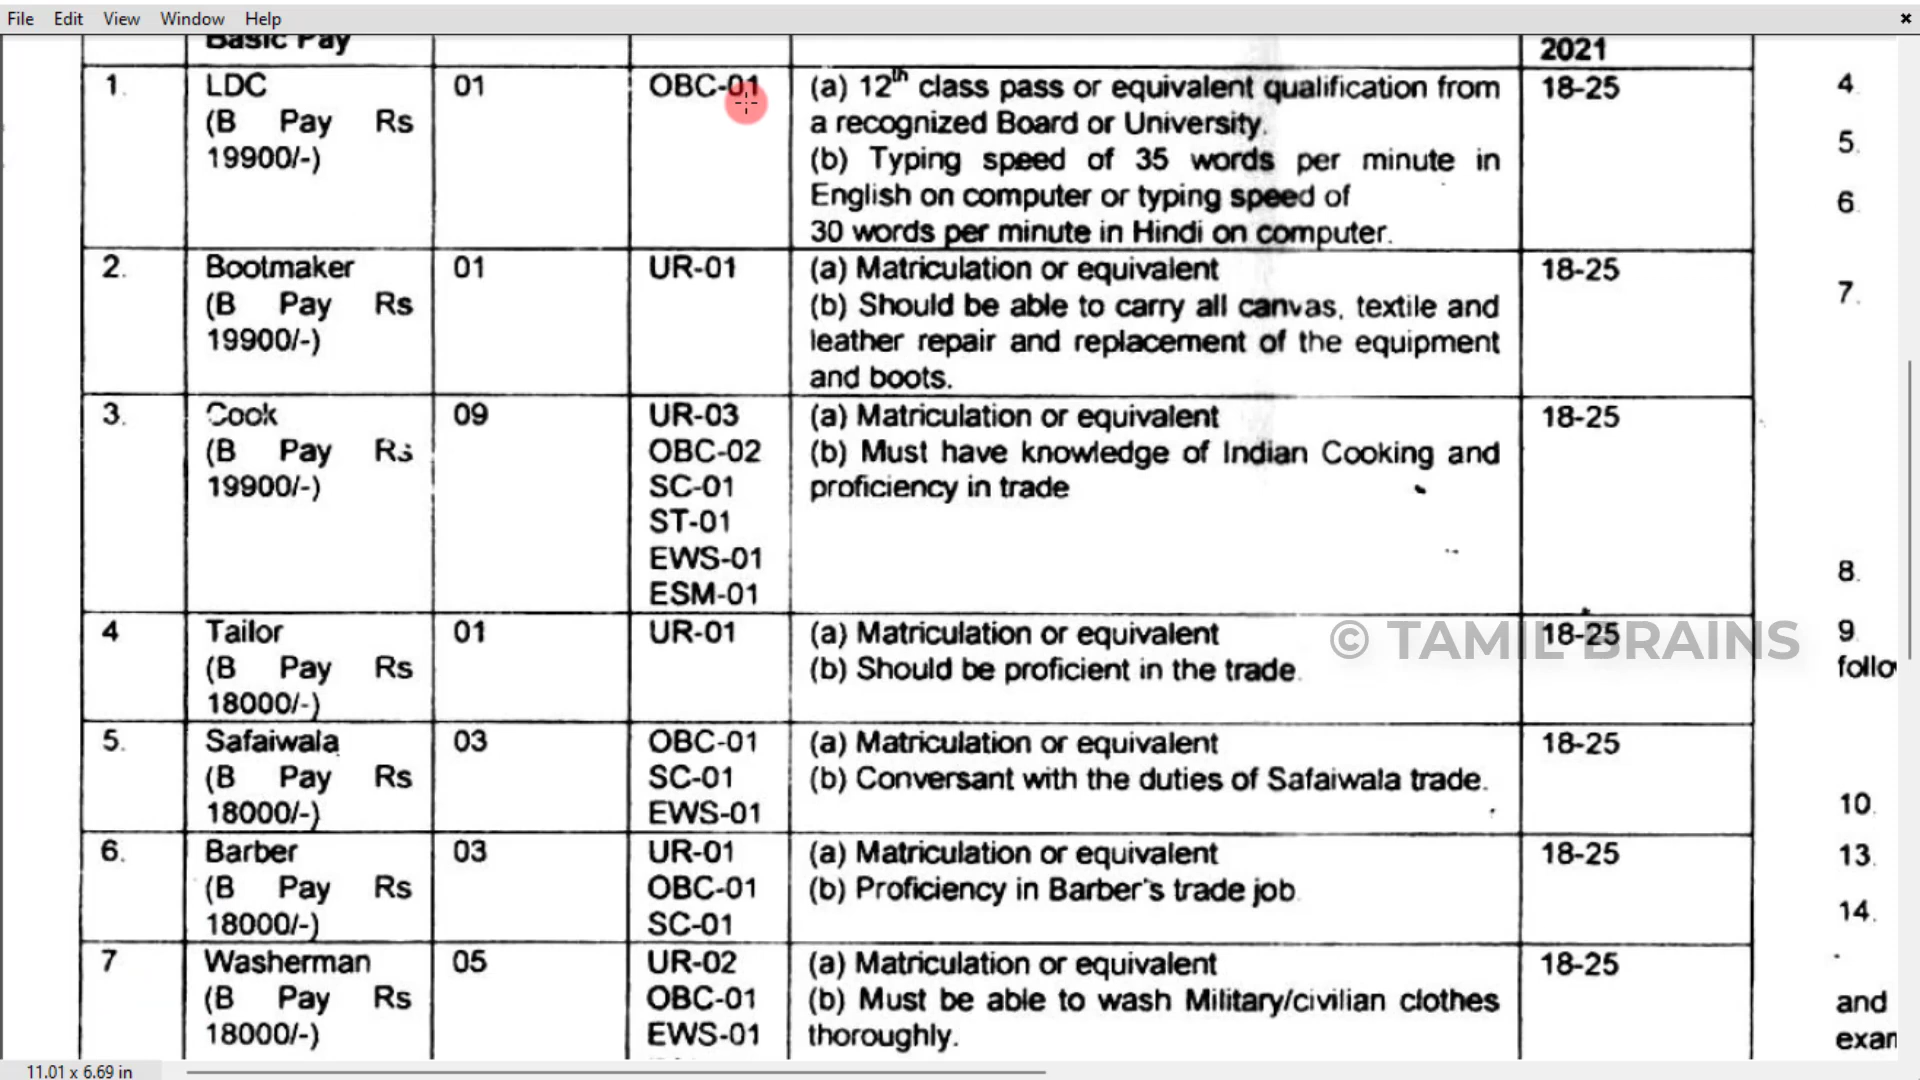 File Edit View Window Help
Basic Pay
2021
1. LDC 01 OBC-01 (a) 12th class pass or equivalent qualification from 18-25
(B Pay Rs a recognized Board or University.
19900/-) (b) Typing speed of 35 words per minute in
English on computer or typing speed of
30 words per minute in Hindi on computer.
2. Bootmaker 01 UR-01 (a) Matriculation or equivalent 18-25
(B Pay Rs (b) Should be able to carry all canvas, textile and
19900/-) leather repair and replacement of the equipment
and boots.
3. Cook 09 UR-03 (a) Matriculation or equivalent 18-25
(B Pay Rs OBC-02 (b) Must have knowledge of Indian Cooking and
19900/-) SC-01 proficiency in trade
ST-01
EWS-01
ESM-01
4 Tailor 01 UR-01 (a) Matriculation or equivalent 18-25
(B Pay Rs (b) Should be proficient in the trade.
18000/-)
5. Safaiwala 03 OBC-01 (a) Matriculation or equivalent 18-25
(B Pay Rs SC-01 (b) Conversant with the duties of Safaiwala trade.
18000/-) EWS-01
6. Barber 03 UR-01 (a) Matriculation or equivalent 18-25
(B Pay Rs OBC-01 (b) Proficiency in Barber's trade job.
18000/-) SC-01
7 Washerman 05 UR-02 (a) Matriculation or equivalent 18-25
(B Pay Rs OBC-01 (b) Must be able to wash Military/civilian clothes
18000/-) EWS-01 thoroughly.
4.
5.
6.
7.
8.
9.
follo
10.
13.
14.
and
exam
© TAMIL BRAINS
11.01 x 6.69 in